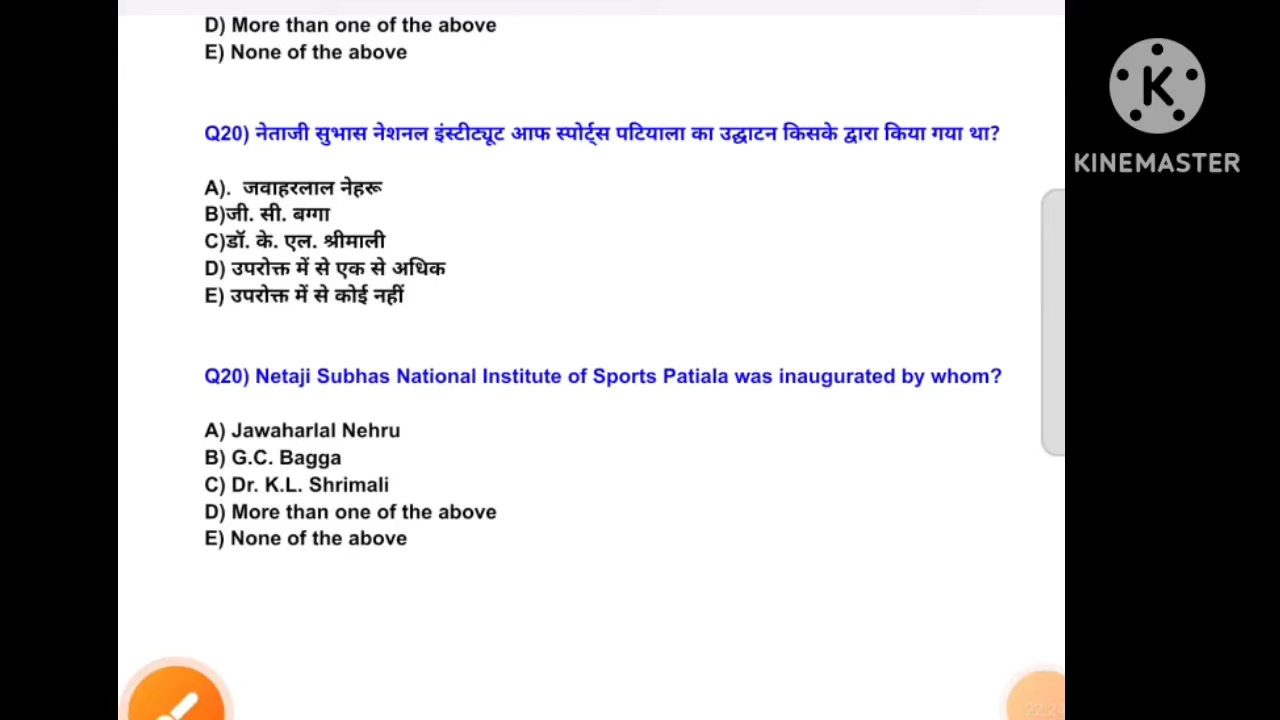 D) More than one of the above
E) None of the above
Q20) नेताजी सुभास नेशनल इंस्टीट्यूट आफ स्पोर्ट्स पटियाला का उद्घाटन किसके द्वारा किया गया था?
A). जवाहरलाल नेहरू
B)जी. सी. बग्गा
C)डॉ. के. एल. श्रीमाली
D) उपरोक्त में से एक से अधिक
E) उपरोक्त में से कोई नहीं
Q20) Netaji Subhas National Institute of Sports Patiala was inaugurated by whom?
A) Jawaharlal Nehru
B) G.C. Bagga
C) Dr. K.L. Shrimali
D) More than one of the above
E) None of the above
K
KINEMASTER